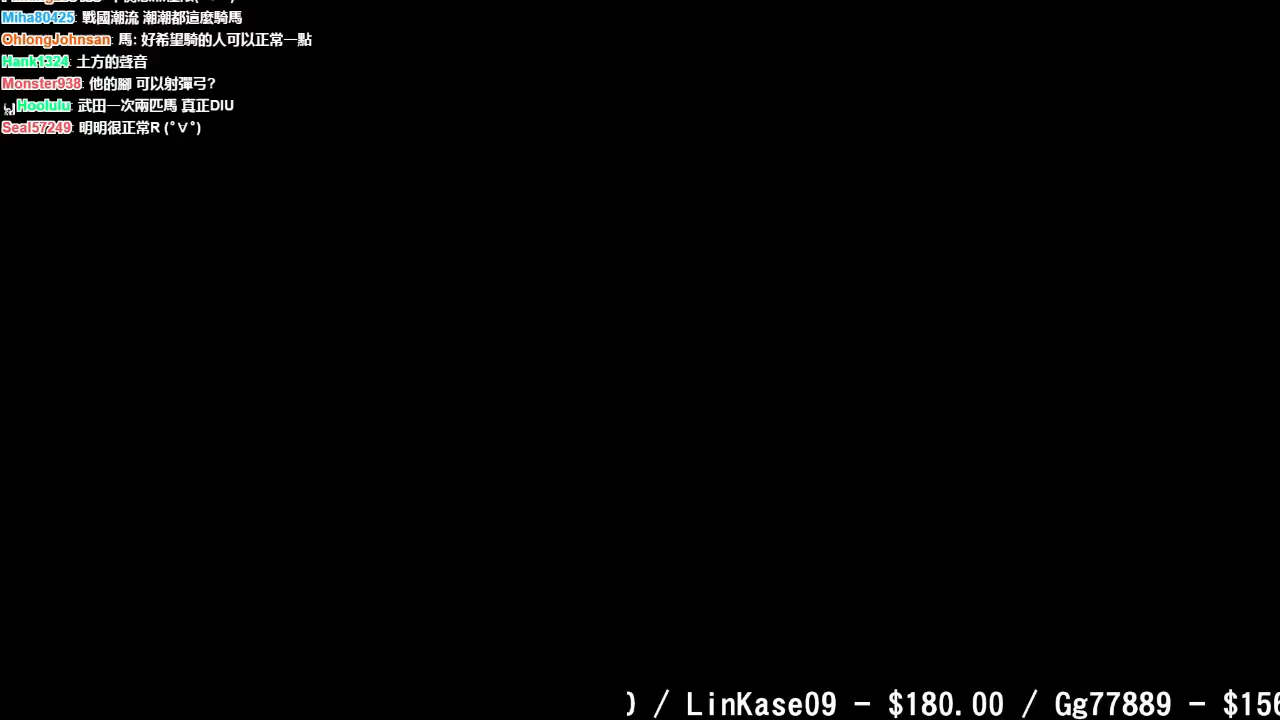 Miha80425: 戰國潮流 潮潮都這麼騎馬
OhlongJohnsan: 馬: 好希望騎的人可以正常一點
Hank1324: 土方的聲音
Monster938: 他的腳 可以射彈弓?
Hoolulu: 武田一次兩匹馬 真正DIU
Seal57249: 明明很正常R (ﾟ∀ﾟ)
) / LinKase09 - $180.00 / Gg77889 - $156